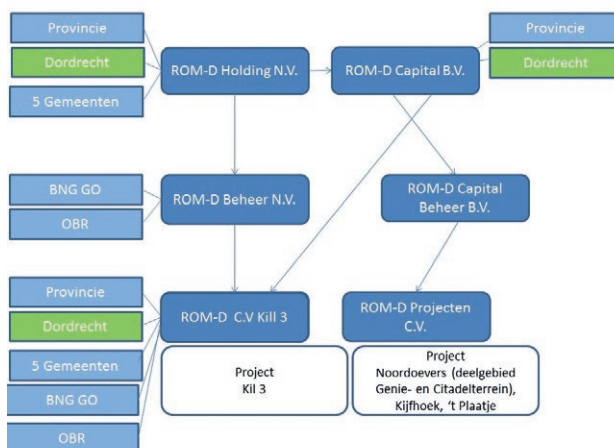 Provincie
Dordrecht
5 Gemeenten
ROM-D Holding N.V.
ROM-D Capital B.V.
Provincie
Dordrecht
BNG GO
OBR
ROM-D Beheer N.V.
ROM-D Capital
Beheer B.V.
Provincie
Dordrecht
5 Gemeenten
BNG GO
OBR
ROM-D C.V Kill 3
ROM-D Projecten
C.V.
Project
Kil 3
Project
Noordoevers (deelgebied
Genie- en Citadelterrein),
Kijfhoek, 't Plaatje